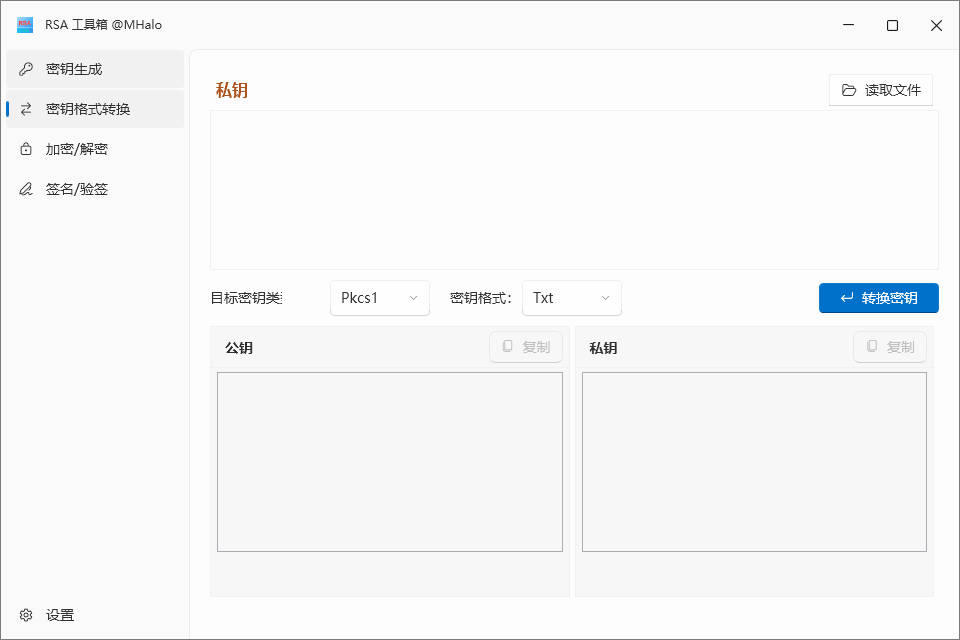 RSA 工具箱 @MHalo
密钥生成
密钥格式转换
加密/解密
签名/验签
设置
私钥
读取文件
目标密钥类
Pkcs1
密钥格式：
Txt
转换密钥
公钥
复制
私钥
复制